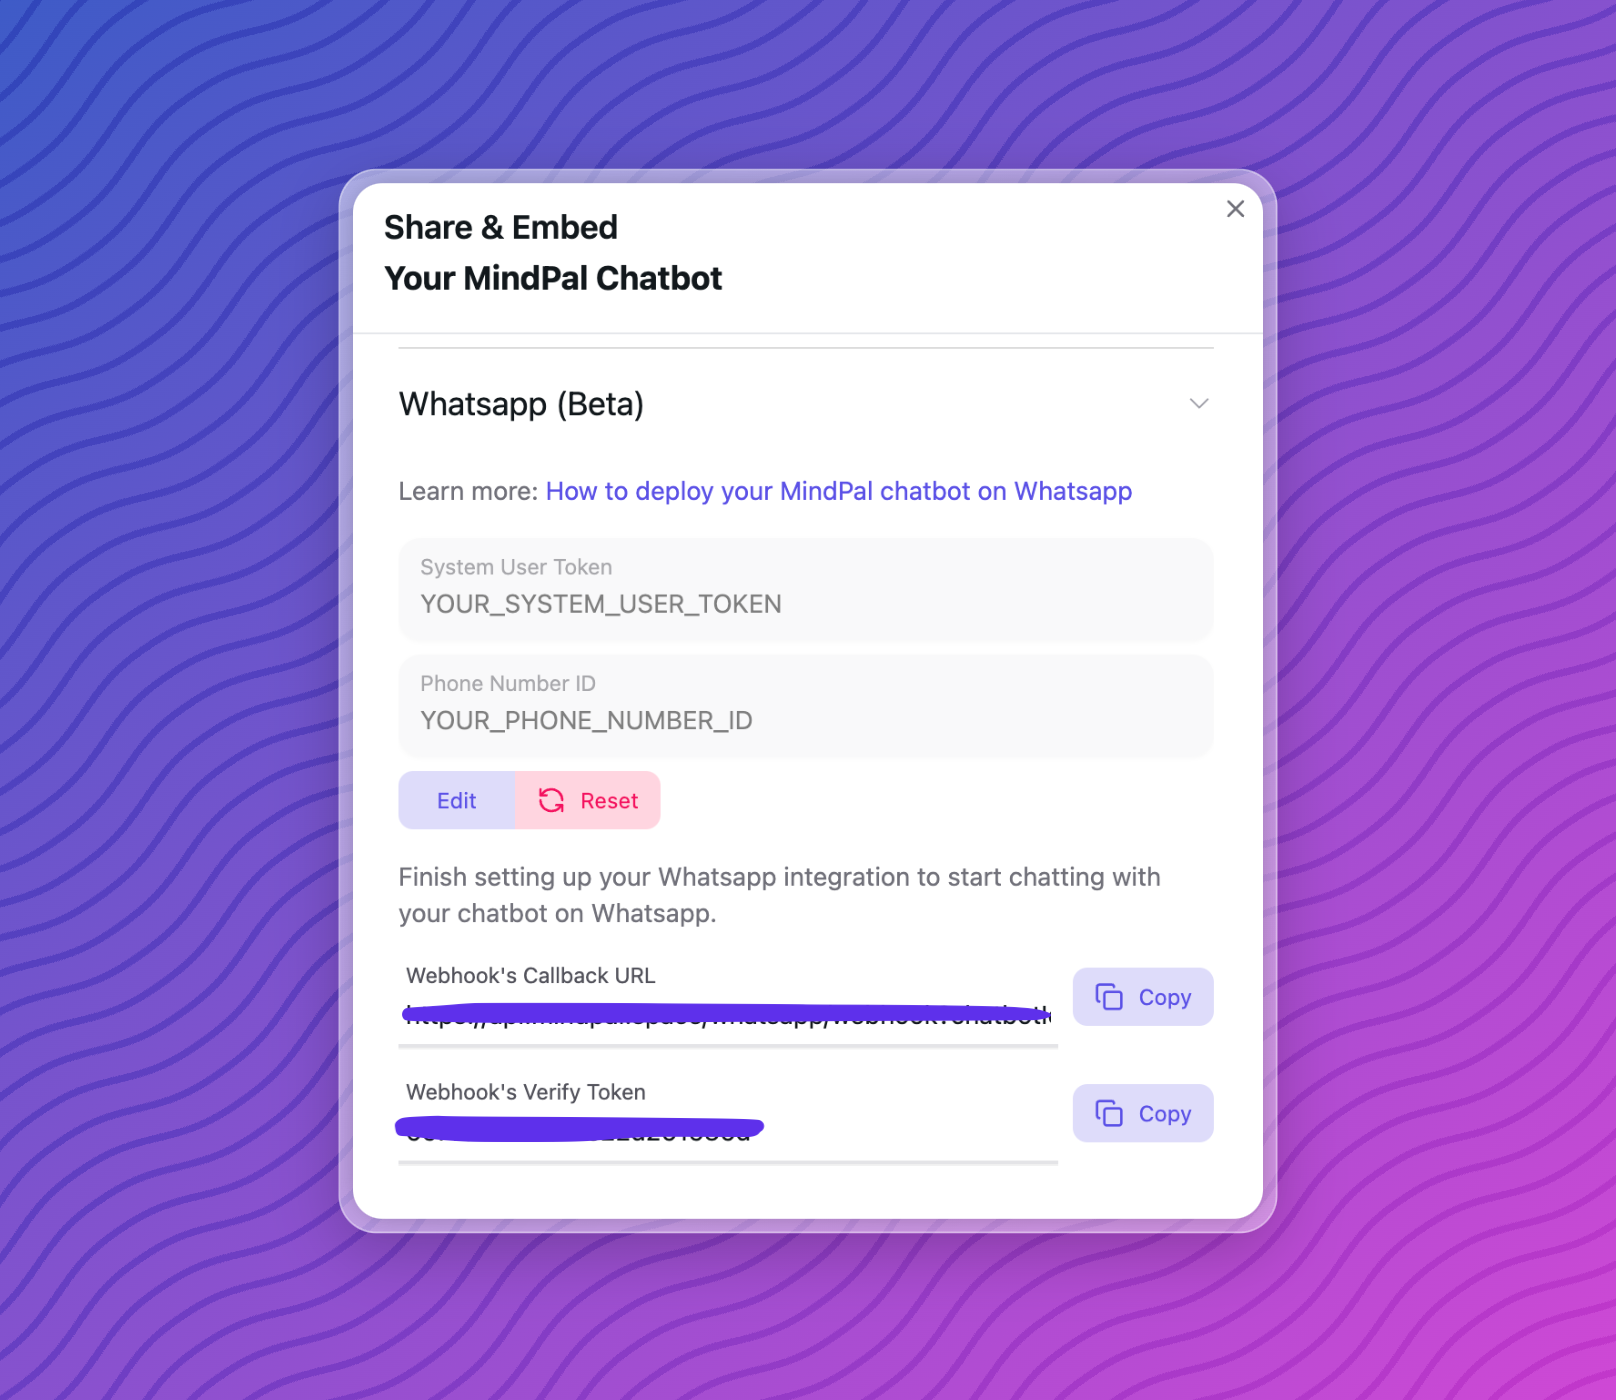 Share & Embed
Your MindPal Chatbot
Whatsapp (Beta)
Learn more: How to deploy your MindPal chatbot on Whatsapp
System User Token
YOUR_SYSTEM_USER_TOKEN
Phone Number ID
YOUR_PHONE_NUMBER_ID
Edit
Reset
Finish setting up your Whatsapp integration to start chatting with
your chatbot on Whatsapp.
Webhook's Callback URL
Copy
Webhook's Verify Token
Copy